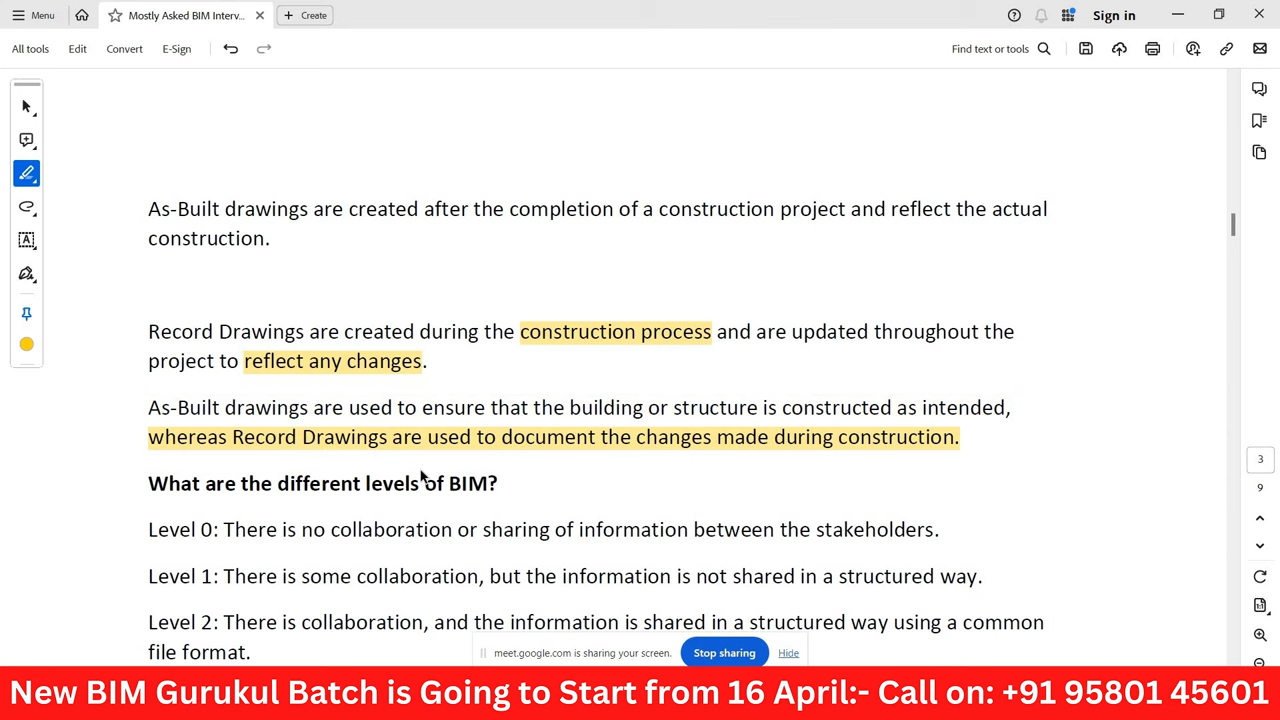 Menu
Mostly Asked BIM Interv...
Create
Sign in
All tools
Edit
Convert
E-Sign
Find text or tools
As-Built drawings are created after the completion of a construction project and reflect the actual
construction.
Record Drawings are created during the construction process and are updated throughout the
project to reflect any changes.
As-Built drawings are used to ensure that the building or structure is constructed as intended,
whereas Record Drawings are used to document the changes made during construction.
What are the different levels of BIM?
Level 0: There is no collaboration or sharing of information between the stakeholders.
Level 1: There is some collaboration, but the information is not shared in a structured way.
Level 2: There is collaboration, and the information is shared in a structured way using a common
file format.
3
9
meet.google.com is sharing your screen.
Stop sharing
Hide
New BIM Gurukul Batch is Going to Start from 16 April:- Call on: +91 95801 45601